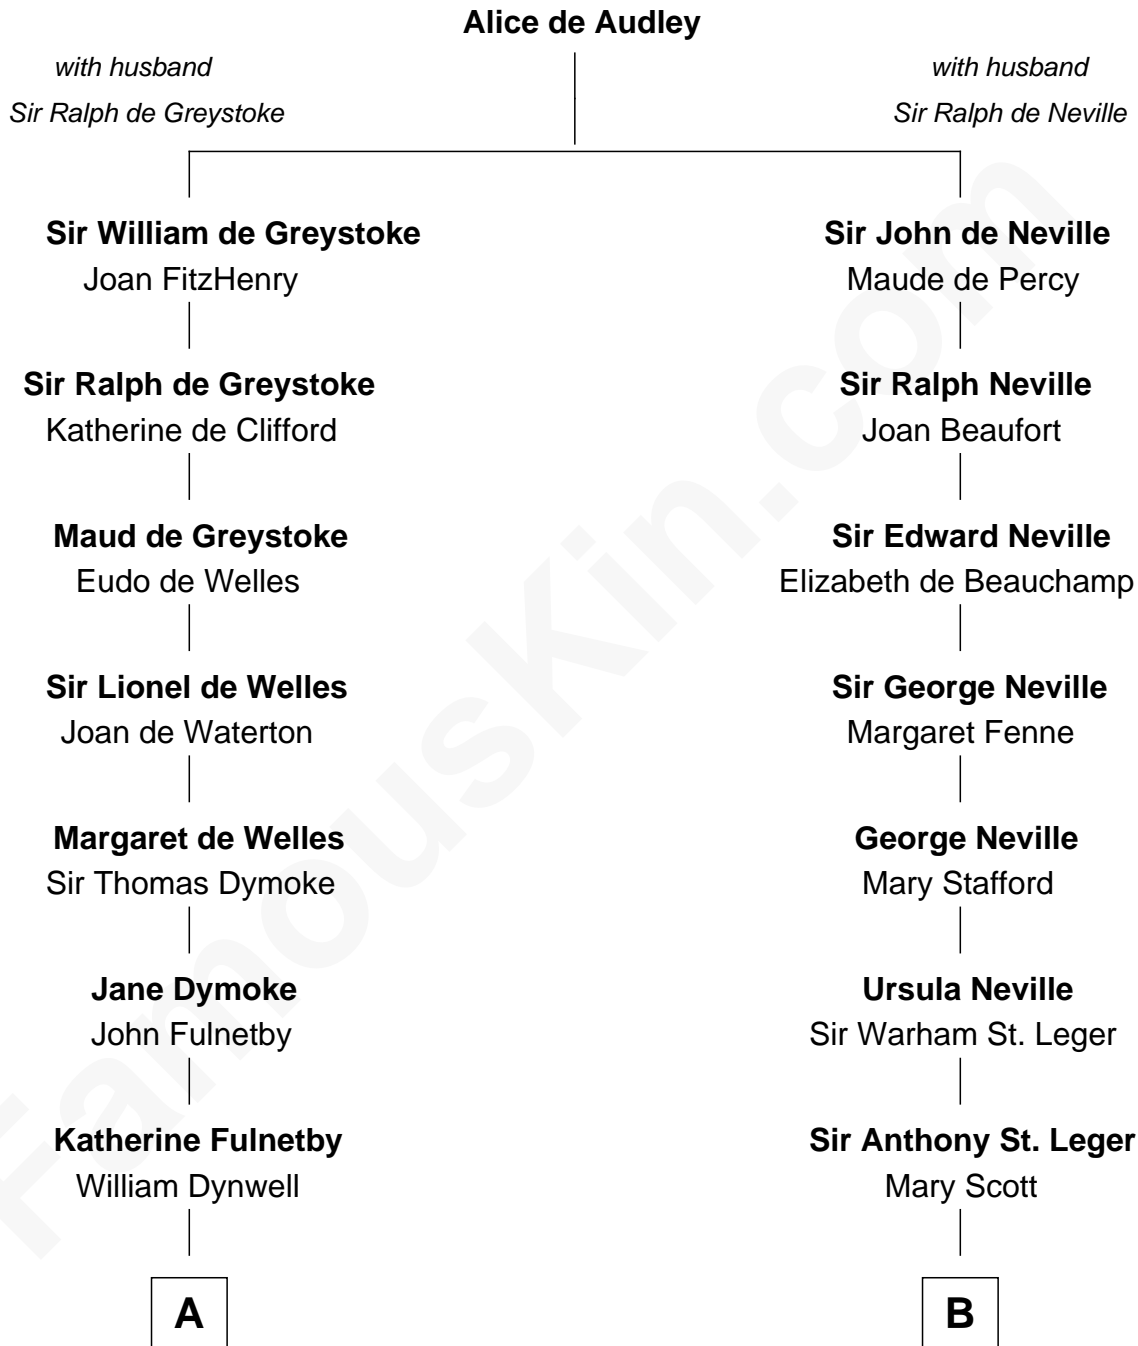 Alice de Audley
with husband
Sir Ralph de Greystoke
with husband
Sir Ralph de Neville
Sir William de Greystoke
Joan FitzHenry
Sir John de Neville
Maude de Percy
Sir Ralph de Greystoke
Katherine de Clifford
Sir Ralph Neville
Joan Beaufort
Maud de Greystoke
Eudo de Welles
Sir Edward Neville
Elizabeth de Beauchamp
Sir Lionel de Welles
Joan de Waterton
Sir George Neville
Margaret Fenne
Margaret de Welles
Sir Thomas Dymoke
George Neville
Mary Stafford
Jane Dymoke
John Fulnetby
Ursula Neville
Sir Warham St. Leger
Katherine Fulnetby
William Dynwell
Sir Anthony St. Leger
Mary Scott
A
B
FamousKin.com